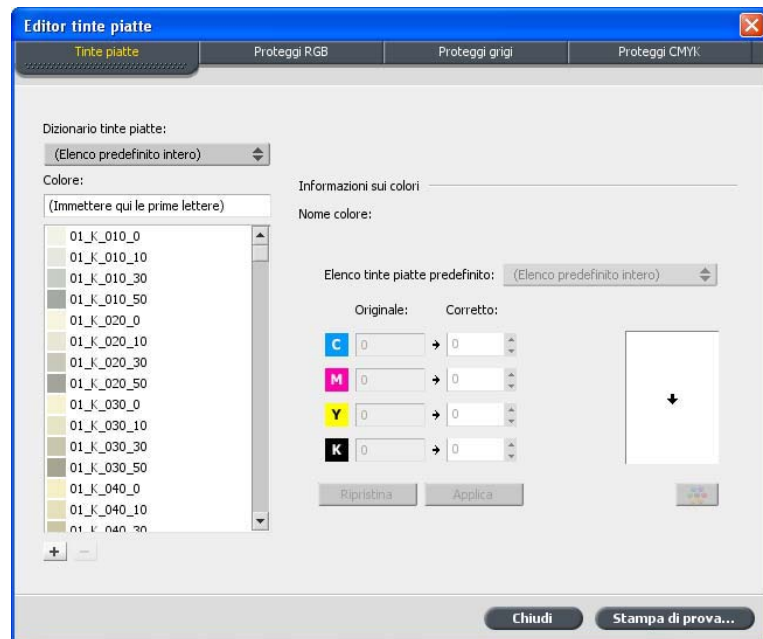 Editor tinte piatte
Tinte piatte Proteggi RGB Proteggi grigi Proteggi CMYK
Dizionario tinte piatte:
(Elenco predefinito intero)
Colore:
(Immettere qui le prime lettere)
01_K_010_0
01_K_010_10
01_K_010_30
01_K_010_50
01_K_020_0
01_K_020_10
01_K_020_30
01_K_020_50
01_K_030_0
01_K_030_10
01_K_030_30
01_K_030_50
01_K_040_0
01_K_040_10
01_K_040_30
Informazioni sui colori
Nome colore:
Elenco tinte piatte predefinito: (Elenco predefinito intero)
Originale: Corretto:
C 0 0
M 0 0
Y 0 0
K 0 0
Ripristina Applica
Chiudi Stampa di prova...